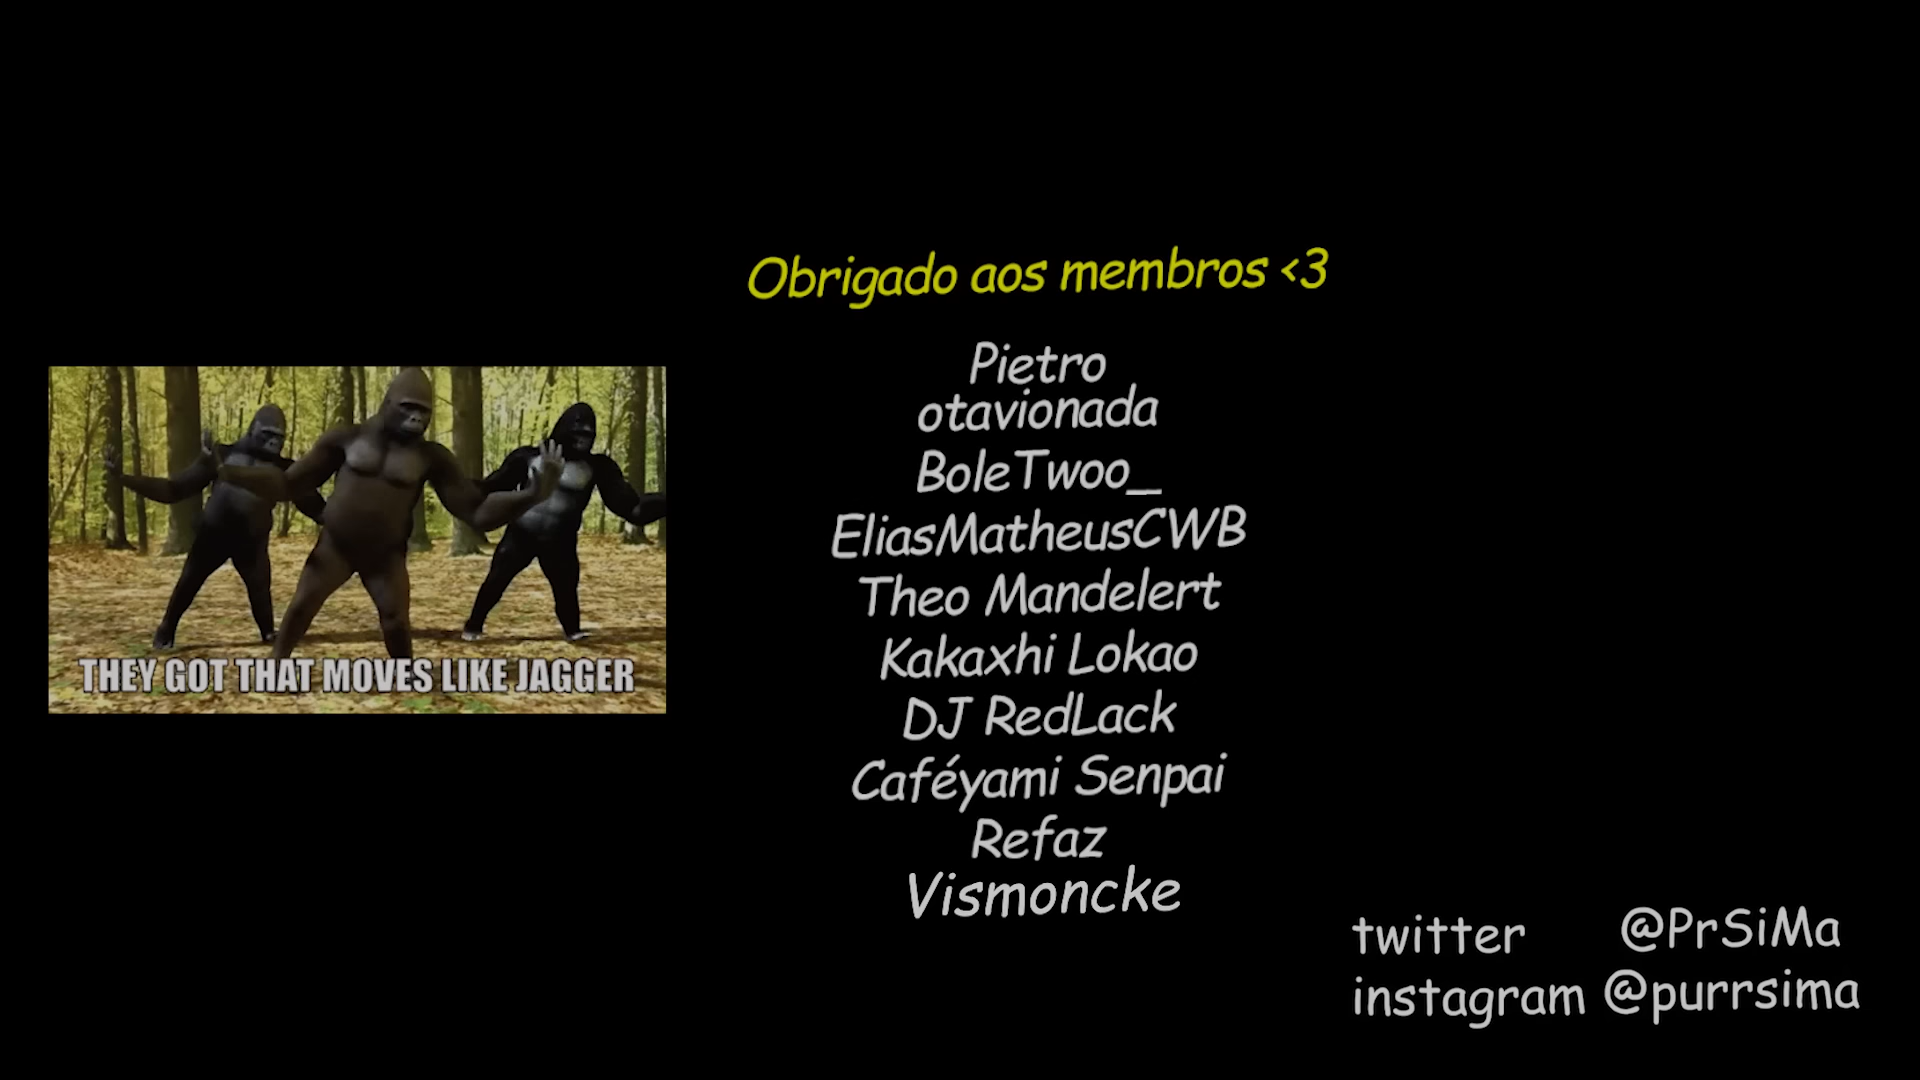 Obrigado aos membros <3
Pietro
otavionada
BoleTwoo_
EliasMatheusCWB
Theo Mandelert
Kakaxhi Lokao
DJ RedLack
Caféyami Senpai
Refaz
Vismoncke
THEY GOT THAT MOVES LIKE JAGGER
twitter @PrSiMa
instagram @purrsima